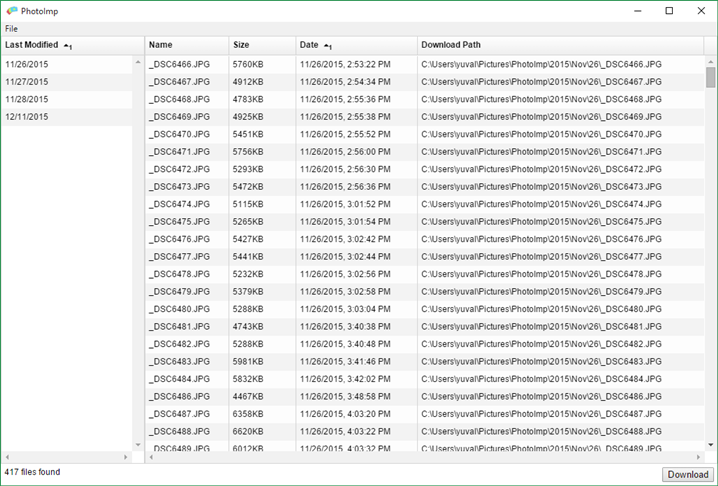 PhotoImp
File
Last Modified 1 Name Size Date 1 Download Path
11/26/2015 _DSC6466.JPG 5760KB 11/26/2015, 2:53:22 PM C:\Users\yuval\Pictures\PhotoImp\2015\Nov\26\_DSC6466.JPG
11/27/2015 _DSC6467.JPG 4912KB 11/26/2015, 2:54:34 PM C:\Users\yuval\Pictures\PhotoImp\2015\Nov\26\_DSC6467.JPG
11/28/2015 _DSC6468.JPG 4783KB 11/26/2015, 2:55:36 PM C:\Users\yuval\Pictures\PhotoImp\2015\Nov\26\_DSC6468.JPG
12/11/2015 _DSC6469.JPG 4925KB 11/26/2015, 2:55:38 PM C:\Users\yuval\Pictures\PhotoImp\2015\Nov\26\_DSC6469.JPG
_DSC6470.JPG 5451KB 11/26/2015, 2:55:52 PM C:\Users\yuval\Pictures\PhotoImp\2015\Nov\26\_DSC6470.JPG
_DSC6471.JPG 5756KB 11/26/2015, 2:56:00 PM C:\Users\yuval\Pictures\PhotoImp\2015\Nov\26\_DSC6471.JPG
_DSC6472.JPG 5293KB 11/26/2015, 2:56:30 PM C:\Users\yuval\Pictures\PhotoImp\2015\Nov\26\_DSC6472.JPG
_DSC6473.JPG 5472KB 11/26/2015, 2:56:36 PM C:\Users\yuval\Pictures\PhotoImp\2015\Nov\26\_DSC6473.JPG
_DSC6474.JPG 5115KB 11/26/2015, 3:01:52 PM C:\Users\yuval\Pictures\PhotoImp\2015\Nov\26\_DSC6474.JPG
_DSC6475.JPG 5265KB 11/26/2015, 3:01:54 PM C:\Users\yuval\Pictures\PhotoImp\2015\Nov\26\_DSC6475.JPG
_DSC6476.JPG 5427KB 11/26/2015, 3:02:42 PM C:\Users\yuval\Pictures\PhotoImp\2015\Nov\26\_DSC6476.JPG
_DSC6477.JPG 5441KB 11/26/2015, 3:02:44 PM C:\Users\yuval\Pictures\PhotoImp\2015\Nov\26\_DSC6477.JPG
_DSC6478.JPG 5232KB 11/26/2015, 3:02:56 PM C:\Users\yuval\Pictures\PhotoImp\2015\Nov\26\_DSC6478.JPG
_DSC6479.JPG 5379KB 11/26/2015, 3:02:58 PM C:\Users\yuval\Pictures\PhotoImp\2015\Nov\26\_DSC6479.JPG
_DSC6480.JPG 5288KB 11/26/2015, 3:03:04 PM C:\Users\yuval\Pictures\PhotoImp\2015\Nov\26\_DSC6480.JPG
_DSC6481.JPG 4743KB 11/26/2015, 3:40:38 PM C:\Users\yuval\Pictures\PhotoImp\2015\Nov\26\_DSC6481.JPG
_DSC6482.JPG 5288KB 11/26/2015, 3:40:48 PM C:\Users\yuval\Pictures\PhotoImp\2015\Nov\26\_DSC6482.JPG
_DSC6483.JPG 5981KB 11/26/2015, 3:41:46 PM C:\Users\yuval\Pictures\PhotoImp\2015\Nov\26\_DSC6483.JPG
_DSC6484.JPG 5832KB 11/26/2015, 3:42:02 PM C:\Users\yuval\Pictures\PhotoImp\2015\Nov\26\_DSC6484.JPG
_DSC6486.JPG 4467KB 11/26/2015, 3:48:58 PM C:\Users\yuval\Pictures\PhotoImp\2015\Nov\26\_DSC6486.JPG
_DSC6487.JPG 6358KB 11/26/2015, 4:03:20 PM C:\Users\yuval\Pictures\PhotoImp\2015\Nov\26\_DSC6487.JPG
_DSC6488.JPG 6620KB 11/26/2015, 4:03:22 PM C:\Users\yuval\Pictures\PhotoImp\2015\Nov\26\_DSC6488.JPG
_DSC6489.JPG 6012KB 11/26/2015, 4:03:32 PM C:\Users\yuval\Pictures\PhotoImp\2015\Nov\26\_DSC6489.JPG
417 files found Download